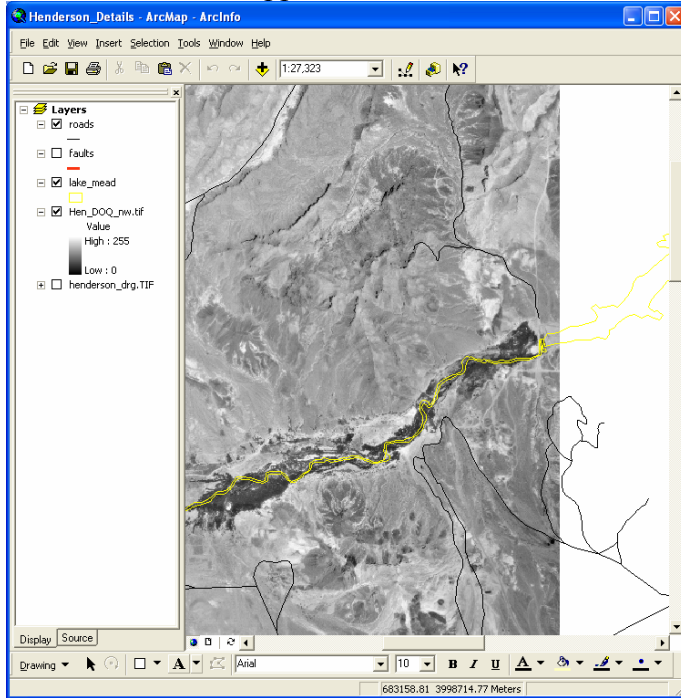 Henderson_Details - ArcMap - ArcInfo
File Edit View Insert Selection Tools Window Help
1:27,323
Layers
roads
faults
lake_mead
Hen_DOQ_nw.tif
Value
High : 255
Low : 0
henderson_drg.TIF
Display Source
Drawing A Arial 10 B I U A
683158.81 3998714.77 Meters